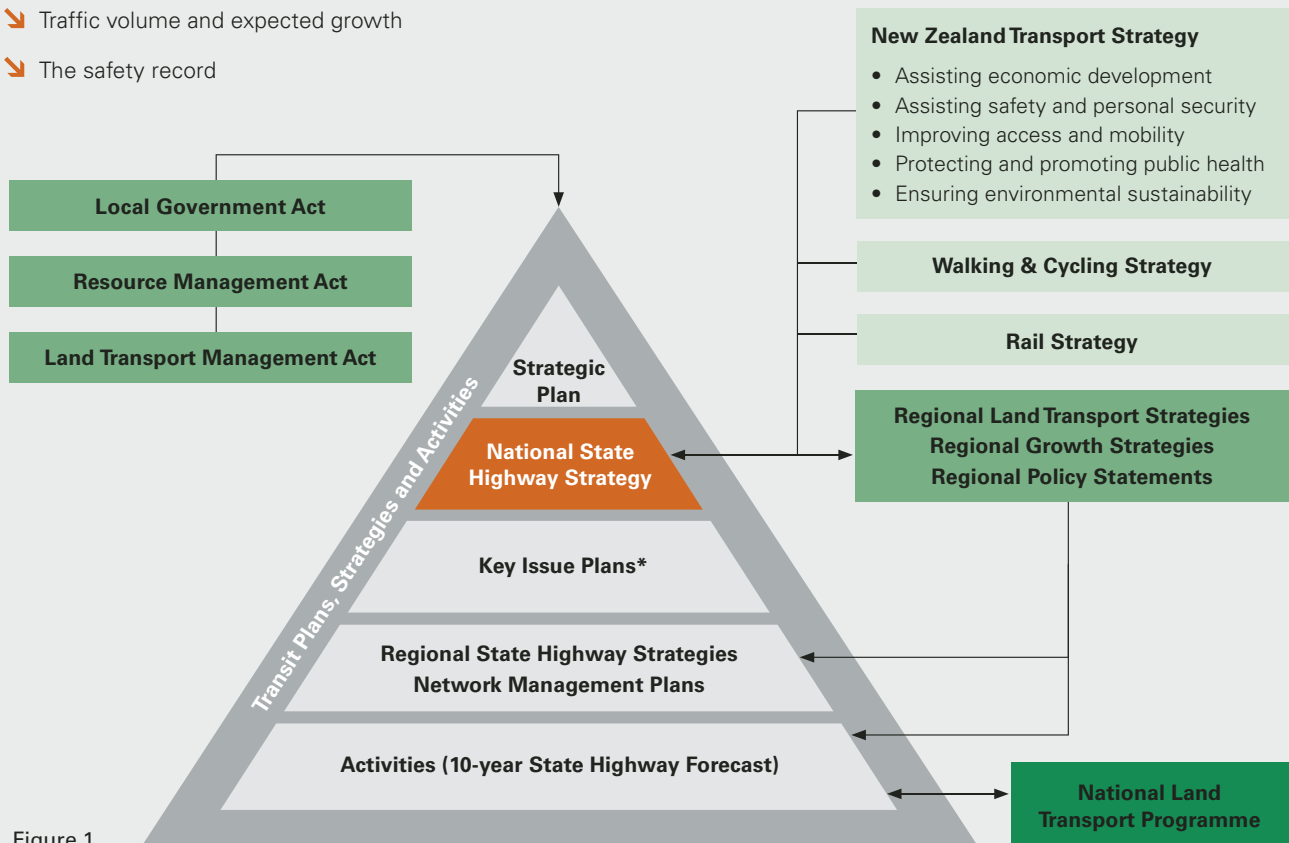 Traffic volume and expected growth
The safety record
New Zealand Transport Strategy
• Assisting economic development
• Assisting safety and personal security
• Improving access and mobility
• Protecting and promoting public health
• Ensuring environmental sustainability
Local Government Act
Resource Management Act
Land Transport Management Act
Walking & Cycling Strategy
Rail Strategy
Regional Land Transport Strategies
Regional Growth Strategies
Regional Policy Statements
Transit Plans, Strategies and Activities
Strategic
Plan
National State
Highway Strategy
Key Issue Plans*
Regional State Highway Strategies
Network Management Plans
Activities (10-year State Highway Forecast)
National Land
Transport Programme
Figure 1